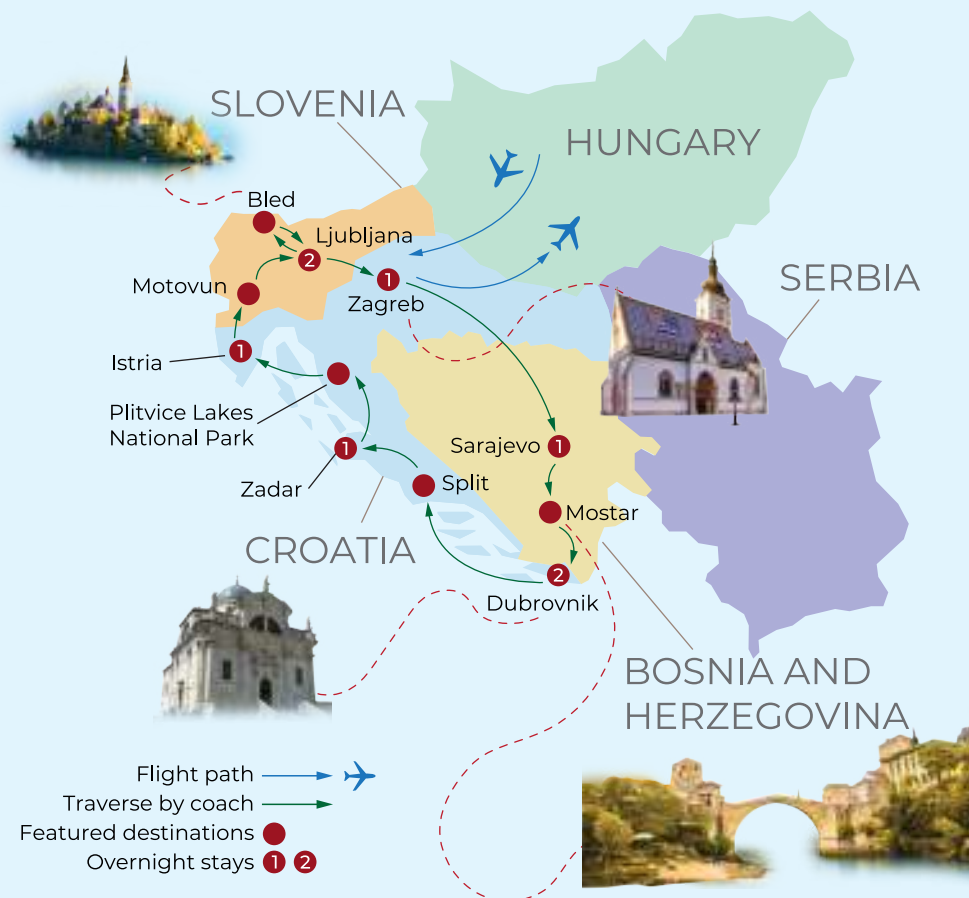 SLOVENIA
HUNGARY
Bled
Ljubljana
2
Motovun
1
Zagreb
SERBIA
Istria
1
Plitvice Lakes
National Park
Sarajevo
1
1
Zadar
Split
Mostar
CROATIA
2
Dubrovnik
BOSNIA AND
HERZEGOVINA
Flight path
Traverse by coach
Featured destinations
Overnight stays 1 2